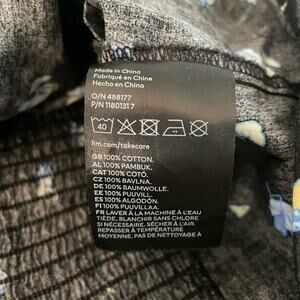 Made in China
Fabriqué en Chine
Hecho en China
O/N 488177
P/N 1180131 7
40
hm.com/takecare
GB 100% COTTON.
AL 100% PAMBUK.
CAT 100% COTÓ.
CZ 100% BAVLNA.
DE 100% BAUMWOLLE.
EE 100% PUUVILL.
ES 100% ALGODÓN.
FI 100% PUUVILLAA.
FR LAVER À LA MACHINE À L'EAU
TIÈDE. BLANCHIR SANS CHLORE
SI NÉCESSAIRE. SÉCHER À L'AIR.
REPASSER À TEMPÉRATURE
MOYENNE. PAS DE NETTOYAGE À